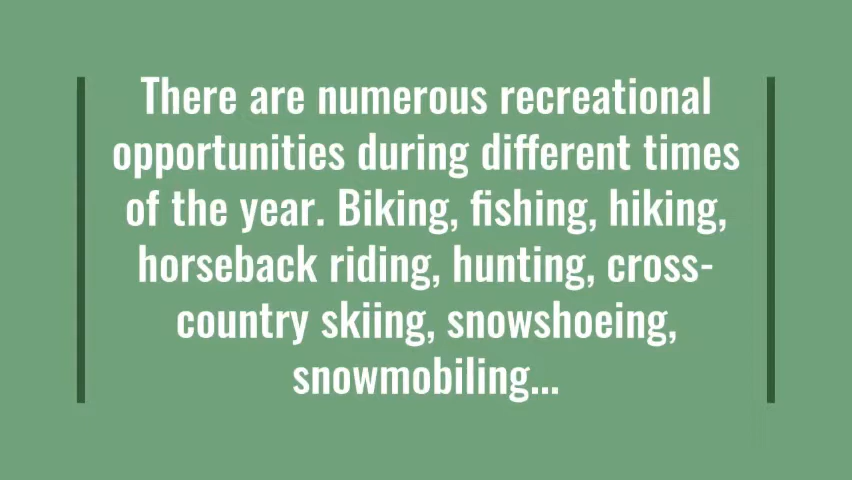 There are numerous recreational
opportunities during different times
of the year. Biking, fishing, hiking,
horseback riding, hunting, cross-
country skiing, snowshoeing,
snowmobiling...